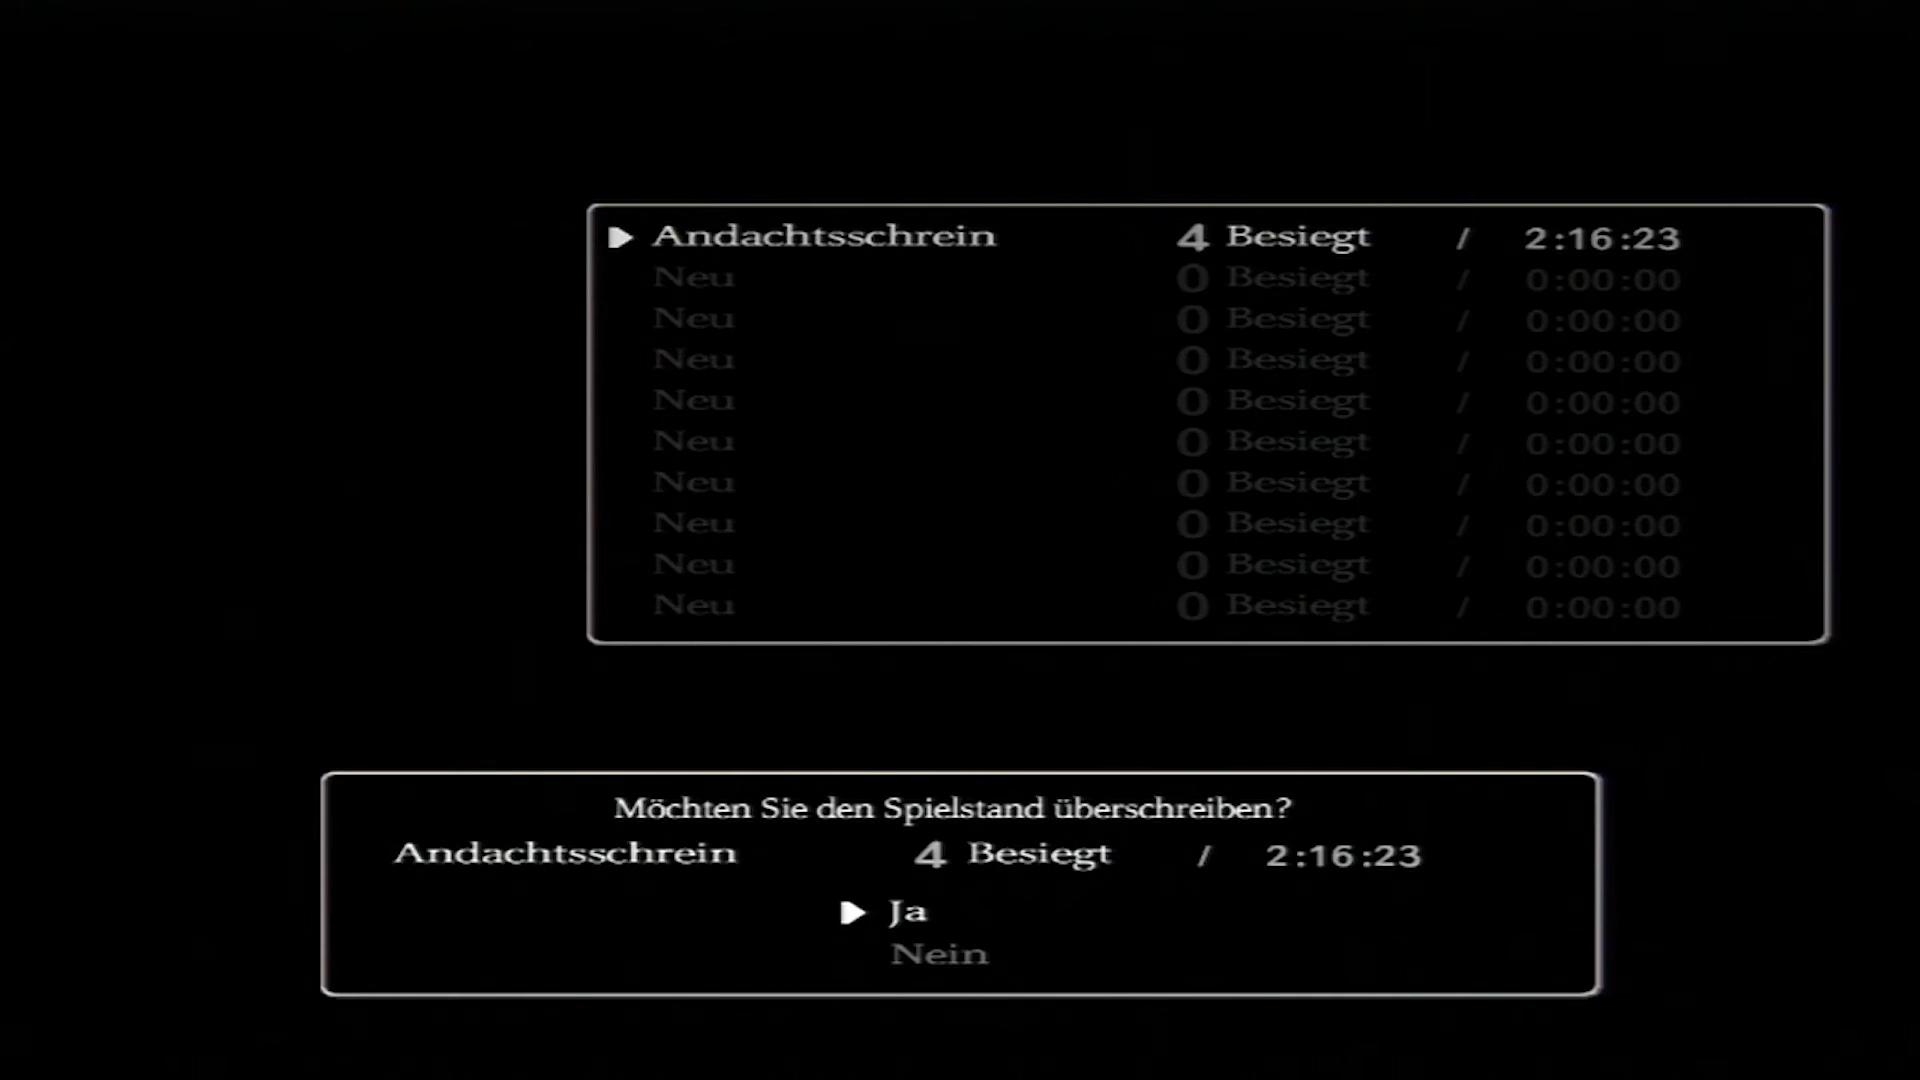 Andachtsschrein 4 Besiegt / 2:16:23
Neu 0 Besiegt / 0:00:00
Neu 0 Besiegt / 0:00:00
Neu 0 Besiegt / 0:00:00
Neu 0 Besiegt / 0:00:00
Neu 0 Besiegt / 0:00:00
Neu 0 Besiegt / 0:00:00
Neu 0 Besiegt / 0:00:00
Neu 0 Besiegt / 0:00:00
Neu 0 Besiegt / 0:00:00
Möchten Sie den Spielstand überschreiben?
Andachtsschrein 4 Besiegt / 2:16:23
Ja
Nein